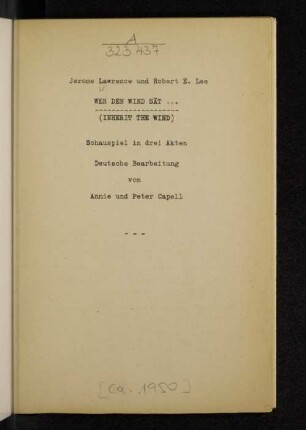 A
323 437
Jerome Lawrence und Robert E. Lee
WER DEN WIND SÄT ...
(INHERIT THE WIND)
Schauspiel in drei Akten
Deutsche Bearbeitung
von
Annie und Peter Capell
- - -
[ca. 1950]